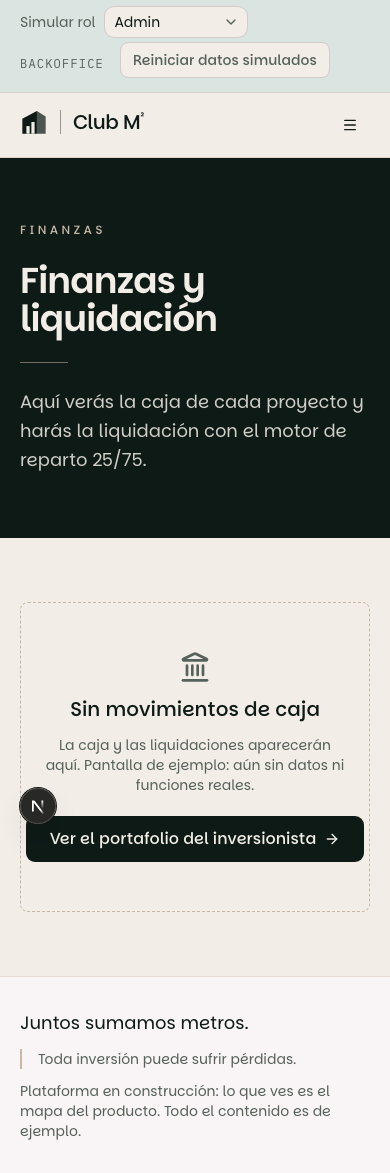 Simular rol Admin
BACKOFFICE Reiniciar datos simulados
Club M²
FINANZAS
Finanzas y
liquidación
Aquí verás la caja de cada proyecto y
harás la liquidación con el motor de
reparto 25/75.
Sin movimientos de caja
La caja y las liquidaciones aparecerán
aquí. Pantalla de ejemplo: aún sin datos ni
funciones reales.
N
Ver el portafolio del inversionista →
Juntos sumamos metros.
Toda inversión puede sufrir pérdidas.
Plataforma en construcción: lo que ves es el
mapa del producto. Todo el contenido es de
ejemplo.